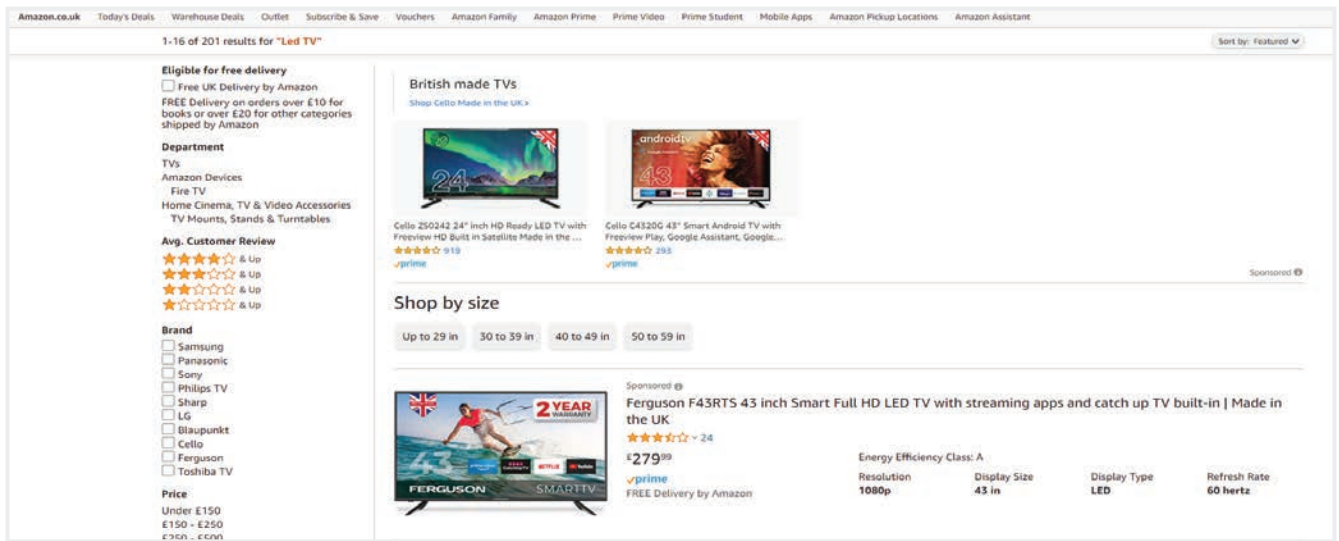 Amazon.co.uk Today's Deals Warehouse Deals Outlet Subscribe & Save Vouchers Amazon Family Amazon Prime Prime Video Prime Student Mobile Apps Amazon Pickup Locations Amazon Assistant
1-16 of 201 results for "Led TV"
Sort by: Featured
Eligible for free delivery
Free UK Delivery by Amazon
FREE Delivery on orders over £10 for
books or over £20 for other categories
shipped by Amazon
Department
TVs
Amazon Devices
Fire TV
Home Cinema, TV & Video Accessories
TV Mounts, Stands & Turntables
Avg. Customer Review
& Up
& Up
& Up
& Up
Brand
Samsung
Panasonic
Sony
Philips TV
Sharp
LG
Blaupunkt
Cello
Ferguson
Toshiba TV
Price
Under £150
£150 - £250
£250 - £500
British made TVs
Shop Cello Made in the UK >
24
androidtv
43
Cello ZS0242 24" inch HD Ready LED TV with
Freeview HD Built in Satellite Made in the ...
919
prime
Cello C4320G 43" Smart Android TV with
Freeview Play, Google Assistant, Google...
293
prime
Sponsored
Shop by size
Up to 29 in 30 to 39 in 40 to 49 in 50 to 59 in
2 YEAR
WARRANTY
43
NETFLIX YouTube
FERGUSON SMART TV
Sponsored
Ferguson F43RTS 43 inch Smart Full HD LED TV with streaming apps and catch up TV built-in | Made in
the UK
24
£27999
prime
FREE Delivery by Amazon
Energy Efficiency Class: A
Resolution Display Size Display Type Refresh Rate
1080p 43 in LED 60 hertz